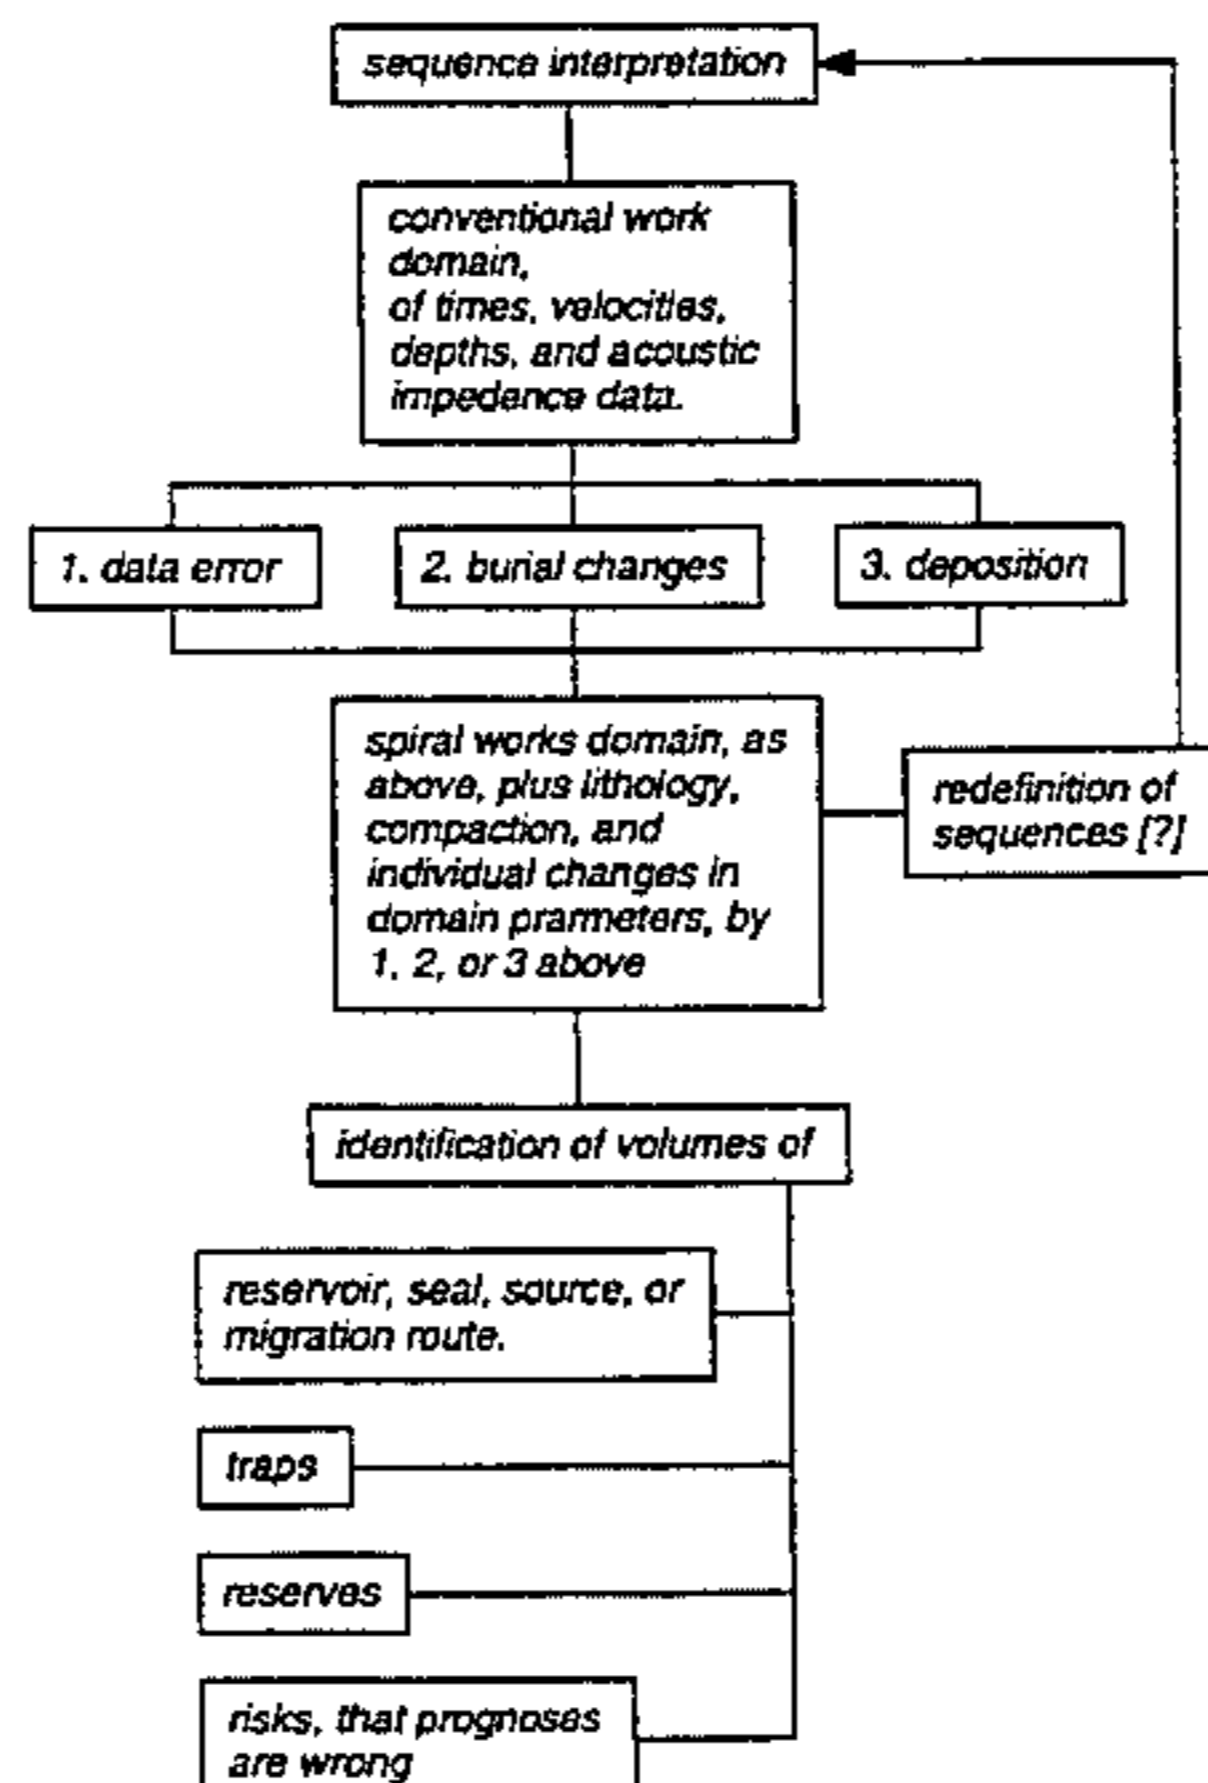 sequence interpretation
conventional work
domain,
of times, velocities,
depths, and acoustic
impedence data.
1. data error
2. burial changes
3. deposition
spiral works domain, as
above, plus lithology,
compaction, and
individual changes in
domain prarmeters, by
1, 2, or 3 above
redefinition of
sequences [?]
identification of volumes of
reservoir, seal, source, or
migration route.
traps
reserves
risks, that prognoses
are wrong